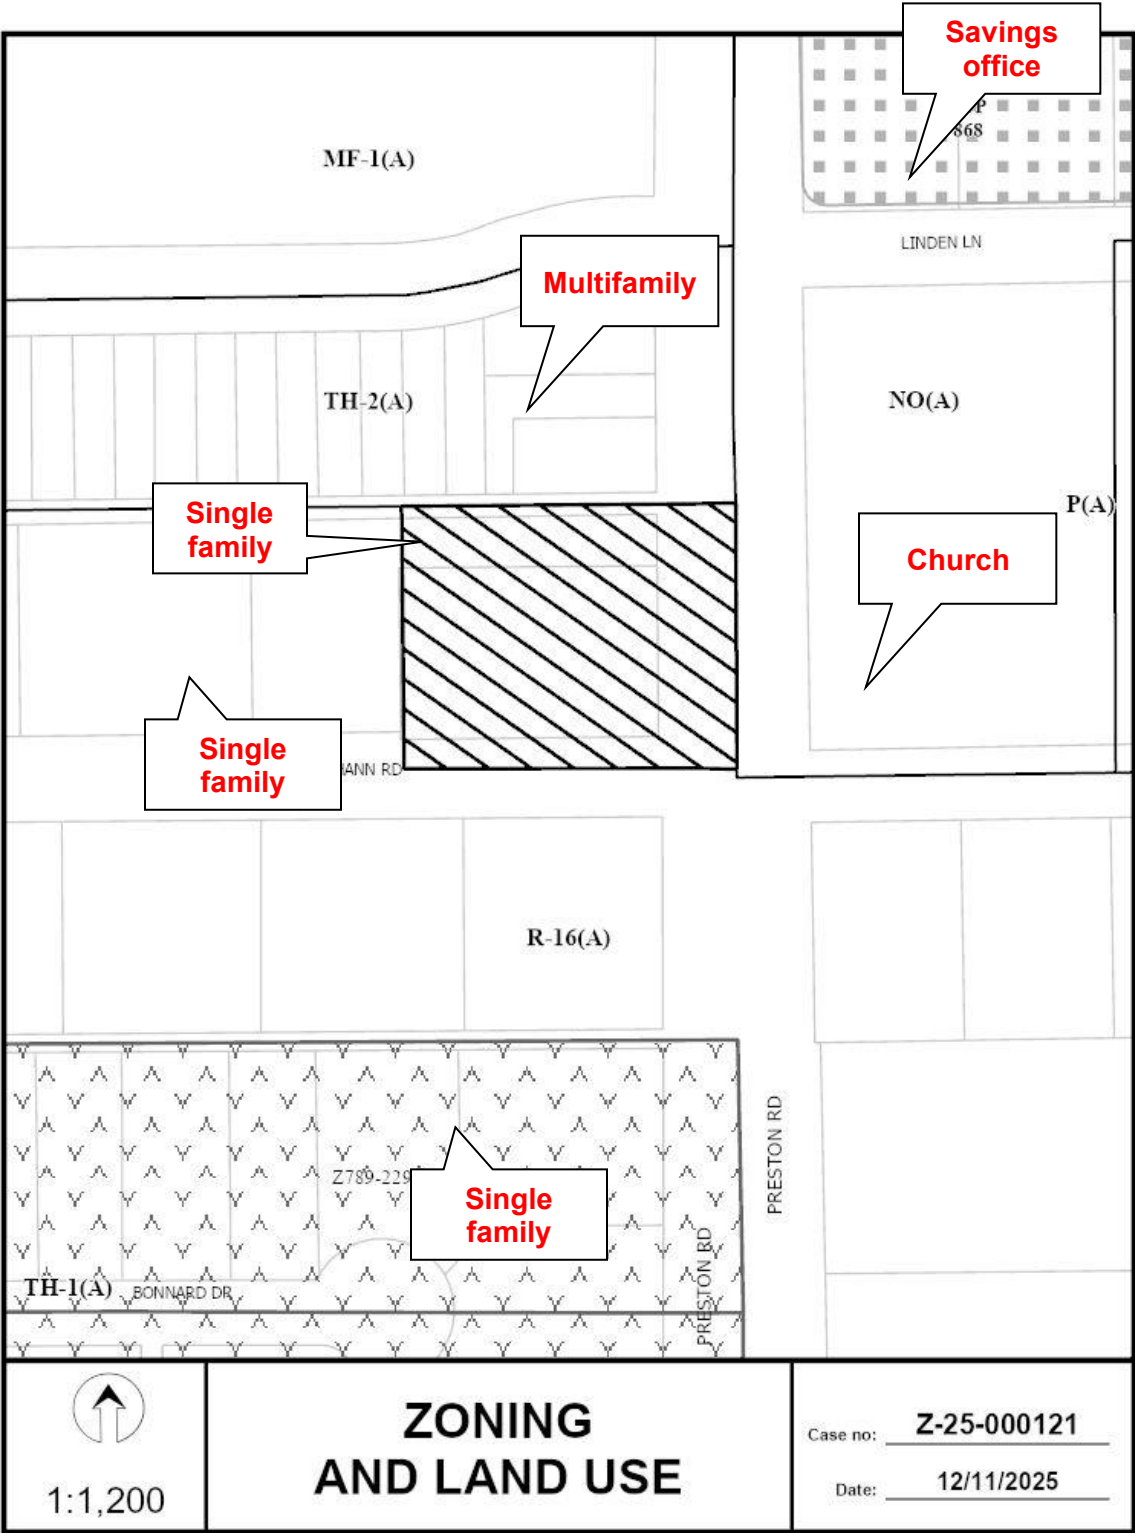 Savings
office
P
868
MF-1(A)
LINDEN LN
Multifamily
TH-2(A)
NO(A)
Single
family
P(A)
Church
Single
family
ANN RD
R-16(A)
PRESTON RD
Z789-229
Single
family
PRESTON RD
TH-1(A)
BONNARD DR
1:1,200
ZONING
AND LAND USE
Case no: Z-25-000121
Date: 12/11/2025